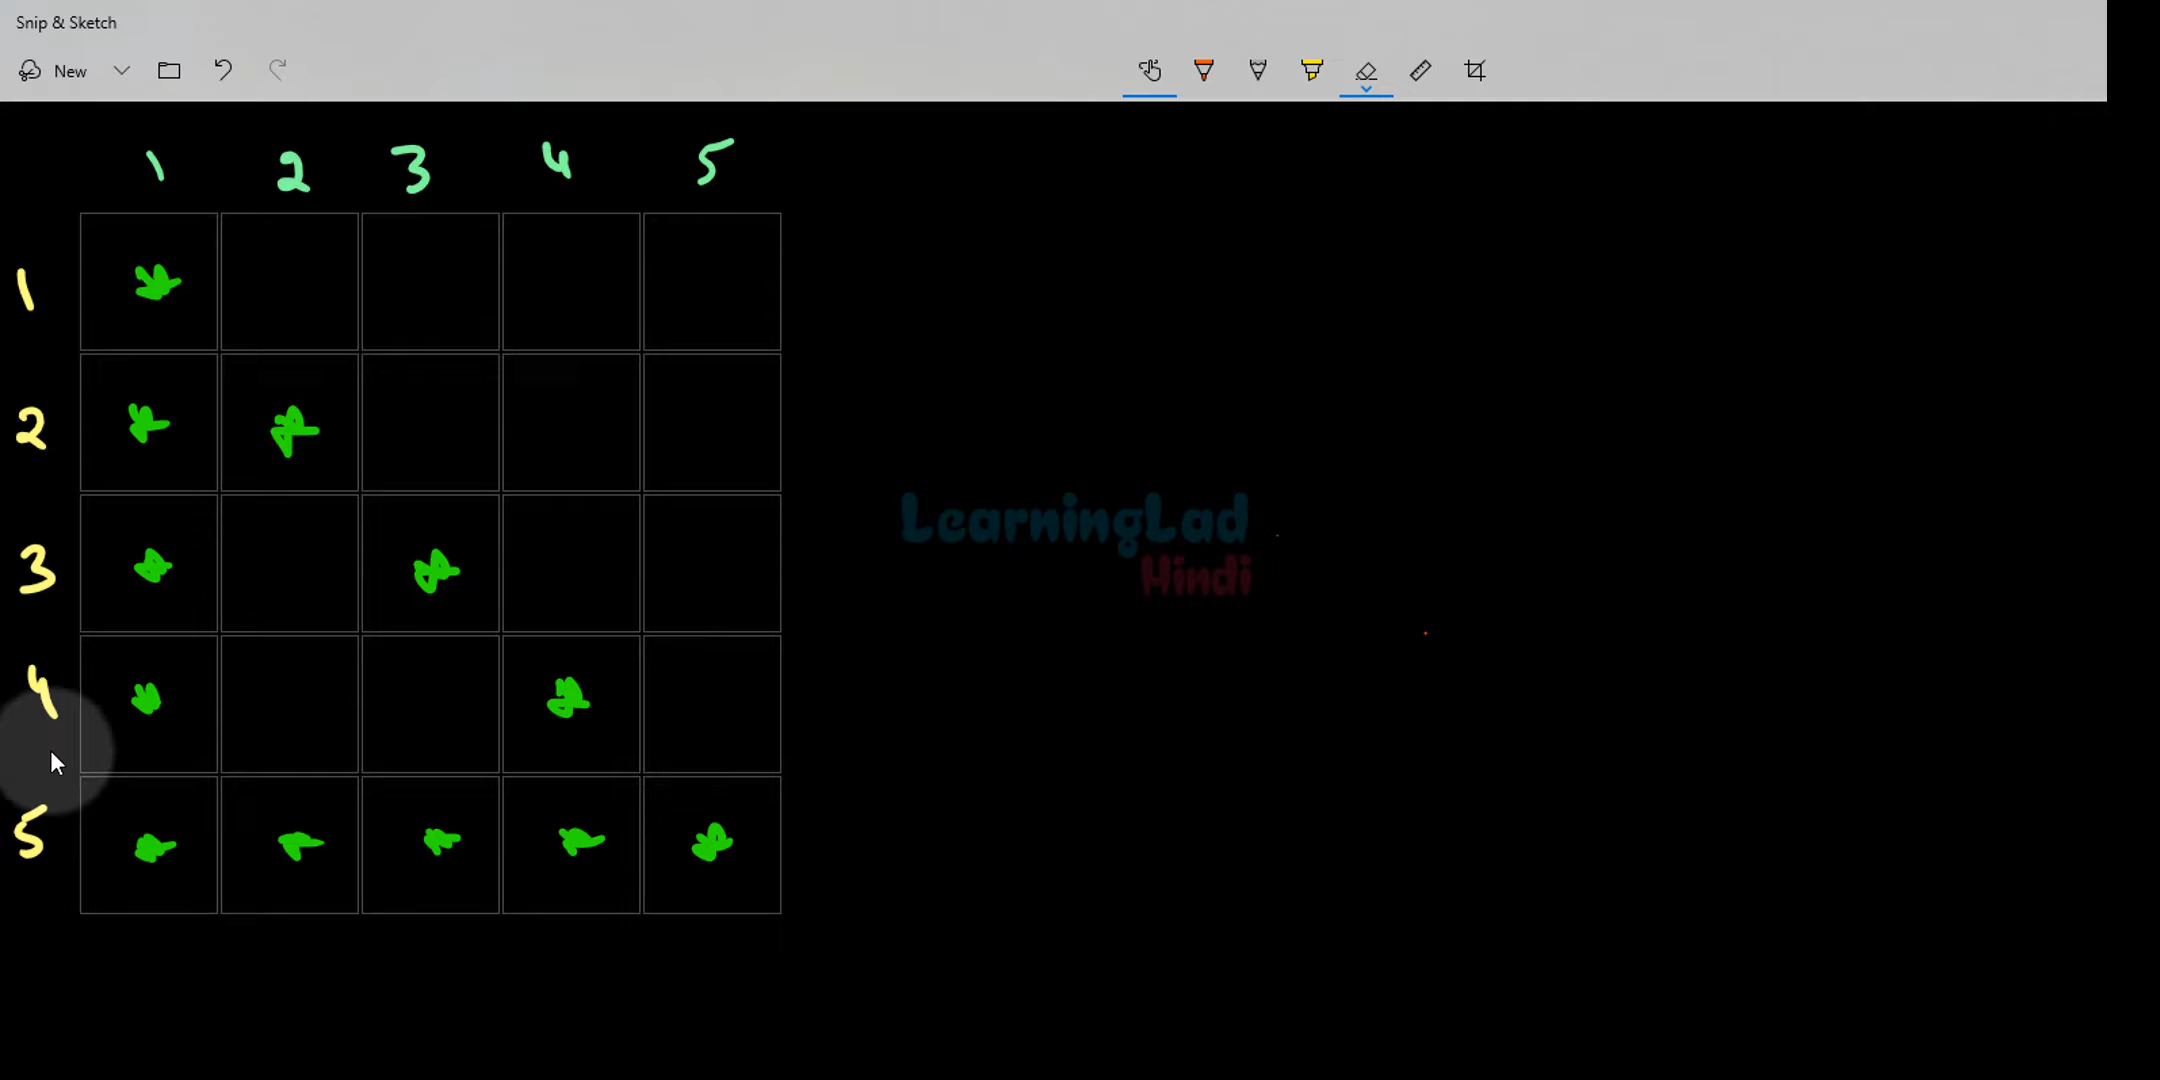 Snip & Sketch
New
1 2 3 4 5
1 *
2 * *
3 * *
4 * *
5 * * * * *
LearningLad
Hindi